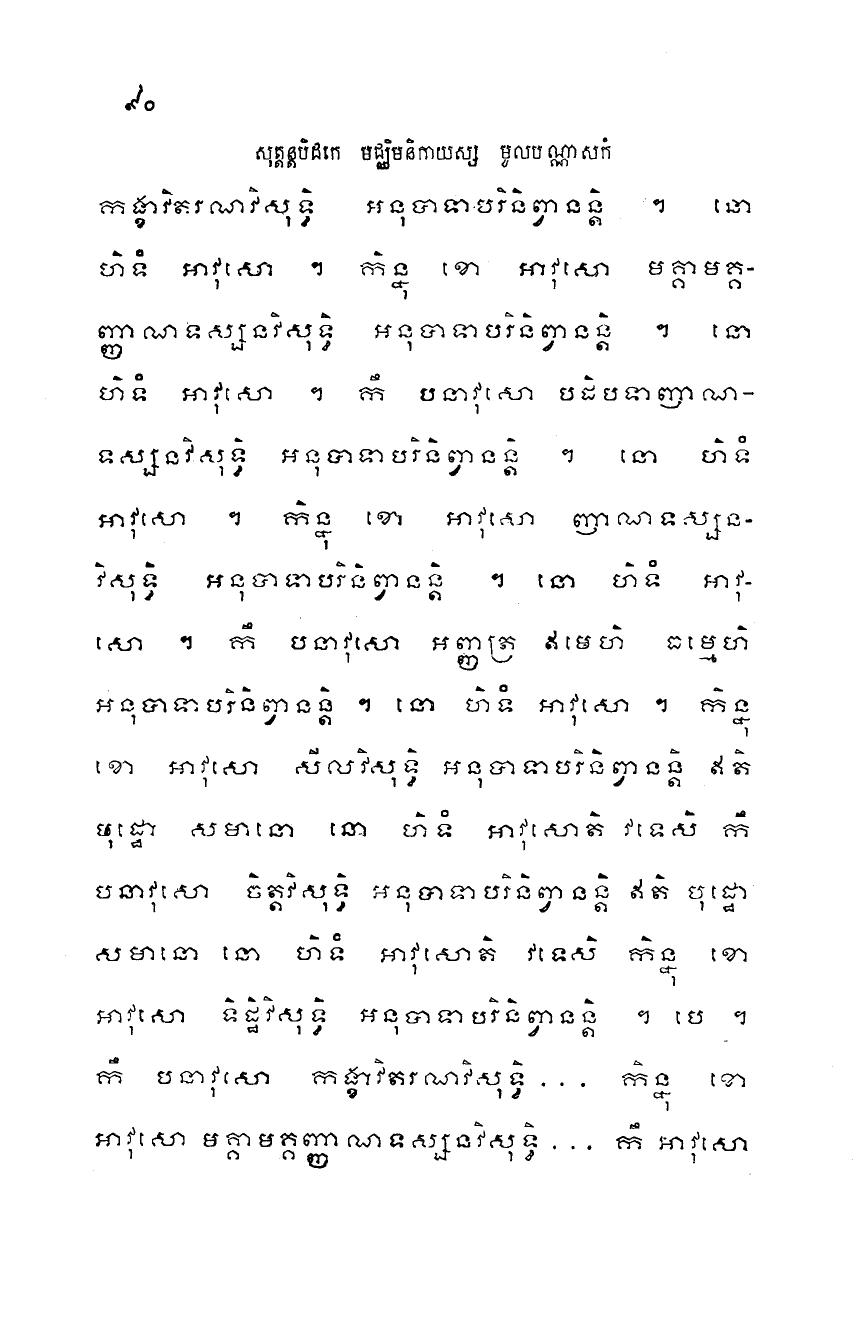 ៩០
សុត្តន្តបិដកេ មជ្ឈិមនិកាយស្ស មូលបណ្ណាសកំ
កង្ខាវិតរណវិសុទ្ធិ អនុបាទាបរិនិព្វានន្តិ ។ នោ
ហិទំ អាវុសោ ។ កិន្នុ ខោ អាវុសោ មគ្គាមគ្គ-
ញ្ញាណទស្សនវិសុទ្ធិ អនុបាទាបរិនិព្វានន្តិ ។ នោ
ហិទំ អាវុសោ ។ កឹ បនាវុសោ បដិបទាញាណ-
ទស្សនវិសុទ្ធិ អនុបាទាបរិនិព្វានន្តិ ។ នោ ហិទំ
អាវុសោ ។ កិន្នុ ខោ អាវុសោ ញាណទស្សន-
វិសុទ្ធិ អនុបាទាបរិនិព្វានន្តិ ។ នោ ហិទំ អាវុ-
សោ ។ កឹ បនាវុសោ អញ្ញត្រ ឥមេហិ ធម្មេហិ
អនុបាទាបរិនិព្វានន្តិ ។ នោ ហិទំ អាវុសោ ។ កិន្នុ
ខោ អាវុសោ សីលវិសុទ្ធិ អនុបាទាបរិនិព្វានន្តិ ឥតិ
បុដ្ឋោ សមានោ នោ ហិទំ អាវុសោតិ វទេសិ កឹ
បនាវុសោ ចិត្តវិសុទ្ធិ អនុបាទាបរិនិព្វានន្តិ ឥតិ បុដ្ឋោ
សមានោ នោ ហិទំ អាវុសោតិ វទេសិ កិន្នុ ខោ
អាវុសោ ទិដ្ឋិវិសុទ្ធិ អនុបាទាបរិនិព្វានន្តិ ។ បេ ។
កឹ បនាវុសោ កង្ខាវិតរណវិសុទ្ធិ ... កិន្នុ ខោ
អាវុសោ មគ្គាមគ្គញ្ញាណទស្សនវិសុទ្ធិ ... កឹ អាវុសោ